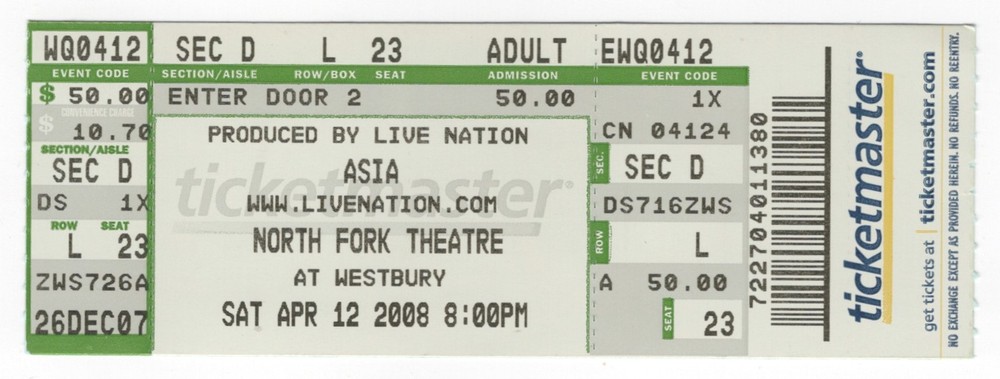 WQ0412
EVENT CODE
$ 50.00
CONVENIENCE CHARGE
$ 10.70
SECTION/AISLE
SEC D
DS 1X
ROW SEAT
L 23
ZWS726A
26DEC07
SEC D L 23 ADULT
SECTION/AISLE ROW/BOX SEAT ADMISSION
ENTER DOOR 2 50.00
PRODUCED BY LIVE NATION
ASIA
ticketmaster
WWW.LIVENATION.COM
NORTH FORK THEATRE
AT WESTBURY
SAT APR 12 2008 8:00PM
EWQ0412
EVENT CODE
1X
CN 04124
SEC.
SEC D
DS716ZWS
ROW
L
A 50.00
SEAT
23
722704011380
ticketmaster
get tickets at | ticketmaster.com
NO EXCHANGE EXCEPT AS PROVIDED HEREIN. NO REFUNDS. NO REENTRY.